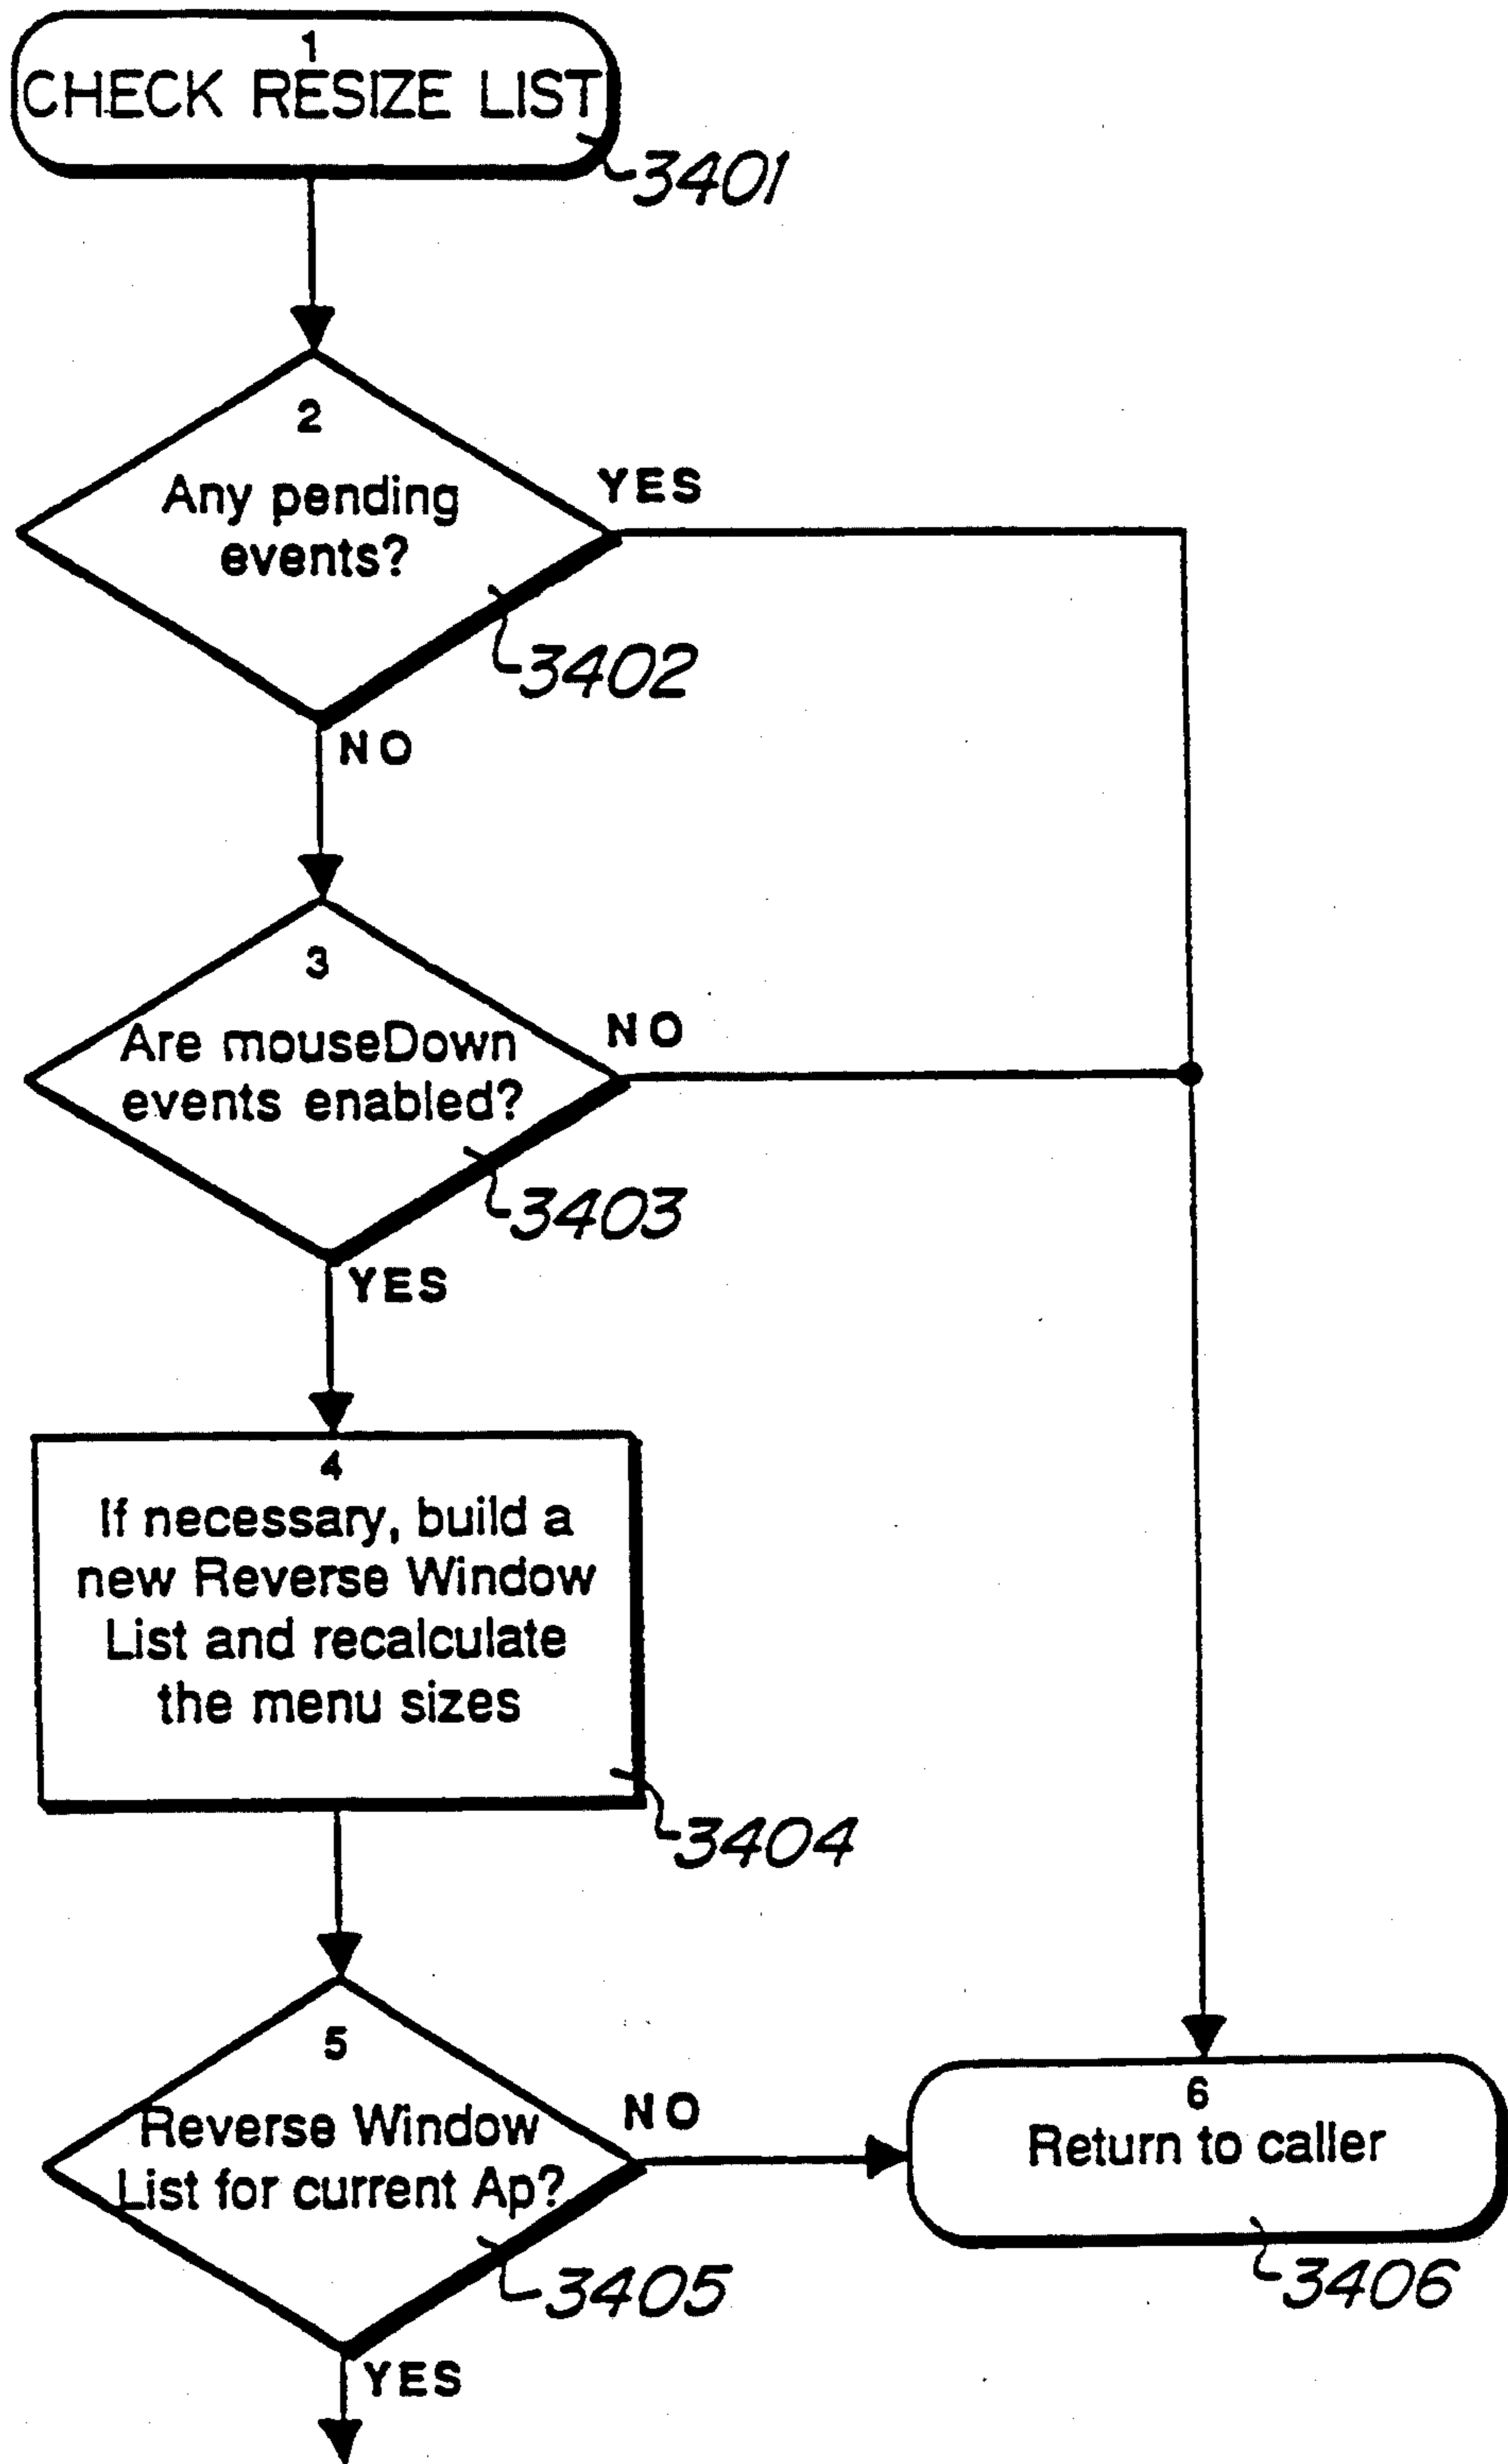 1
CHECK RESIZE LIST
3401
2
Any pending
events?
YES
3402
NO
3
Are mouseDown
events enabled?
NO
3403
YES
4
If necessary, build a
new Reverse Window
List and recalculate
the menu sizes
3404
5
Reverse Window
List for current Ap?
NO
3405
YES
6
Return to caller
3406